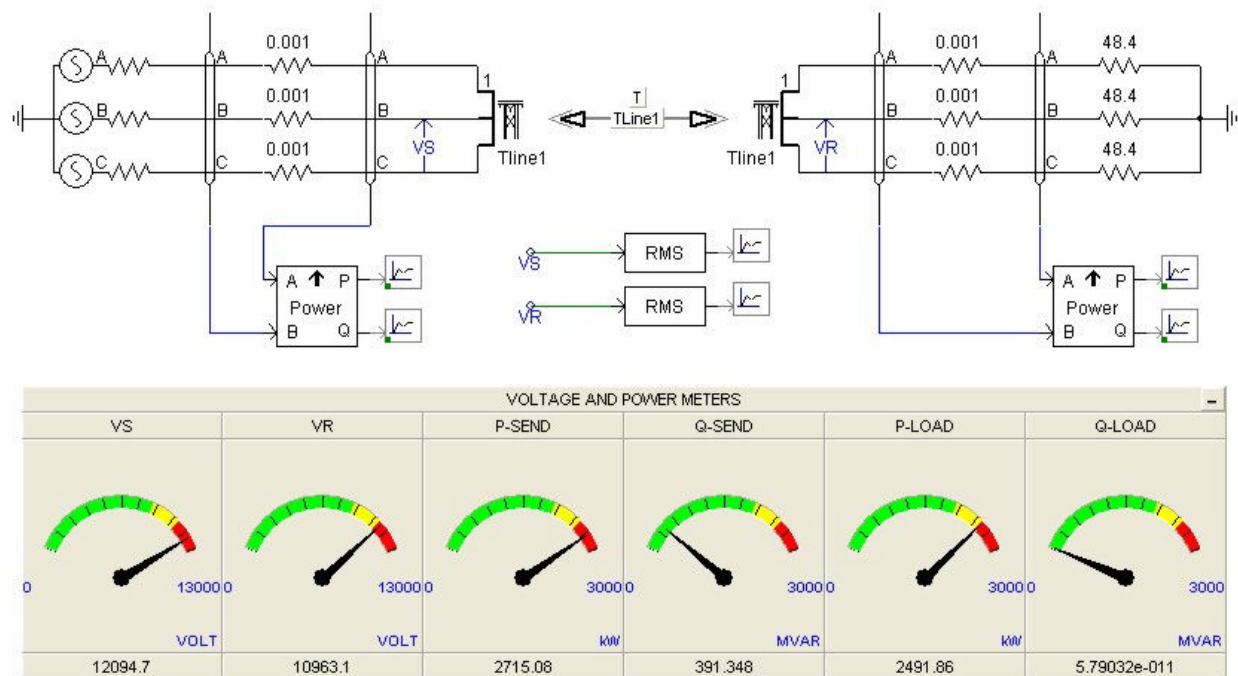 0.001 0.001 48.4
A A A A A
1 1
0.001 0.001 48.4
B B B B B
T
TLine1
VS VR
0.001 0.001 48.4
C C C C C
Tline1 Tline1
VS RMS
A P A P
Power Power
VR RMS
B Q B Q
VOLTAGE AND POWER METERS
VS VR P-SEND Q-SEND P-LOAD Q-LOAD
0 13000 0 13000 0 3000 0 3000 0 3000 0 3000
VOLT VOLT kW MVAR kW MVAR
12094.7 10963.1 2715.08 391.348 2491.86 5.79032e-011